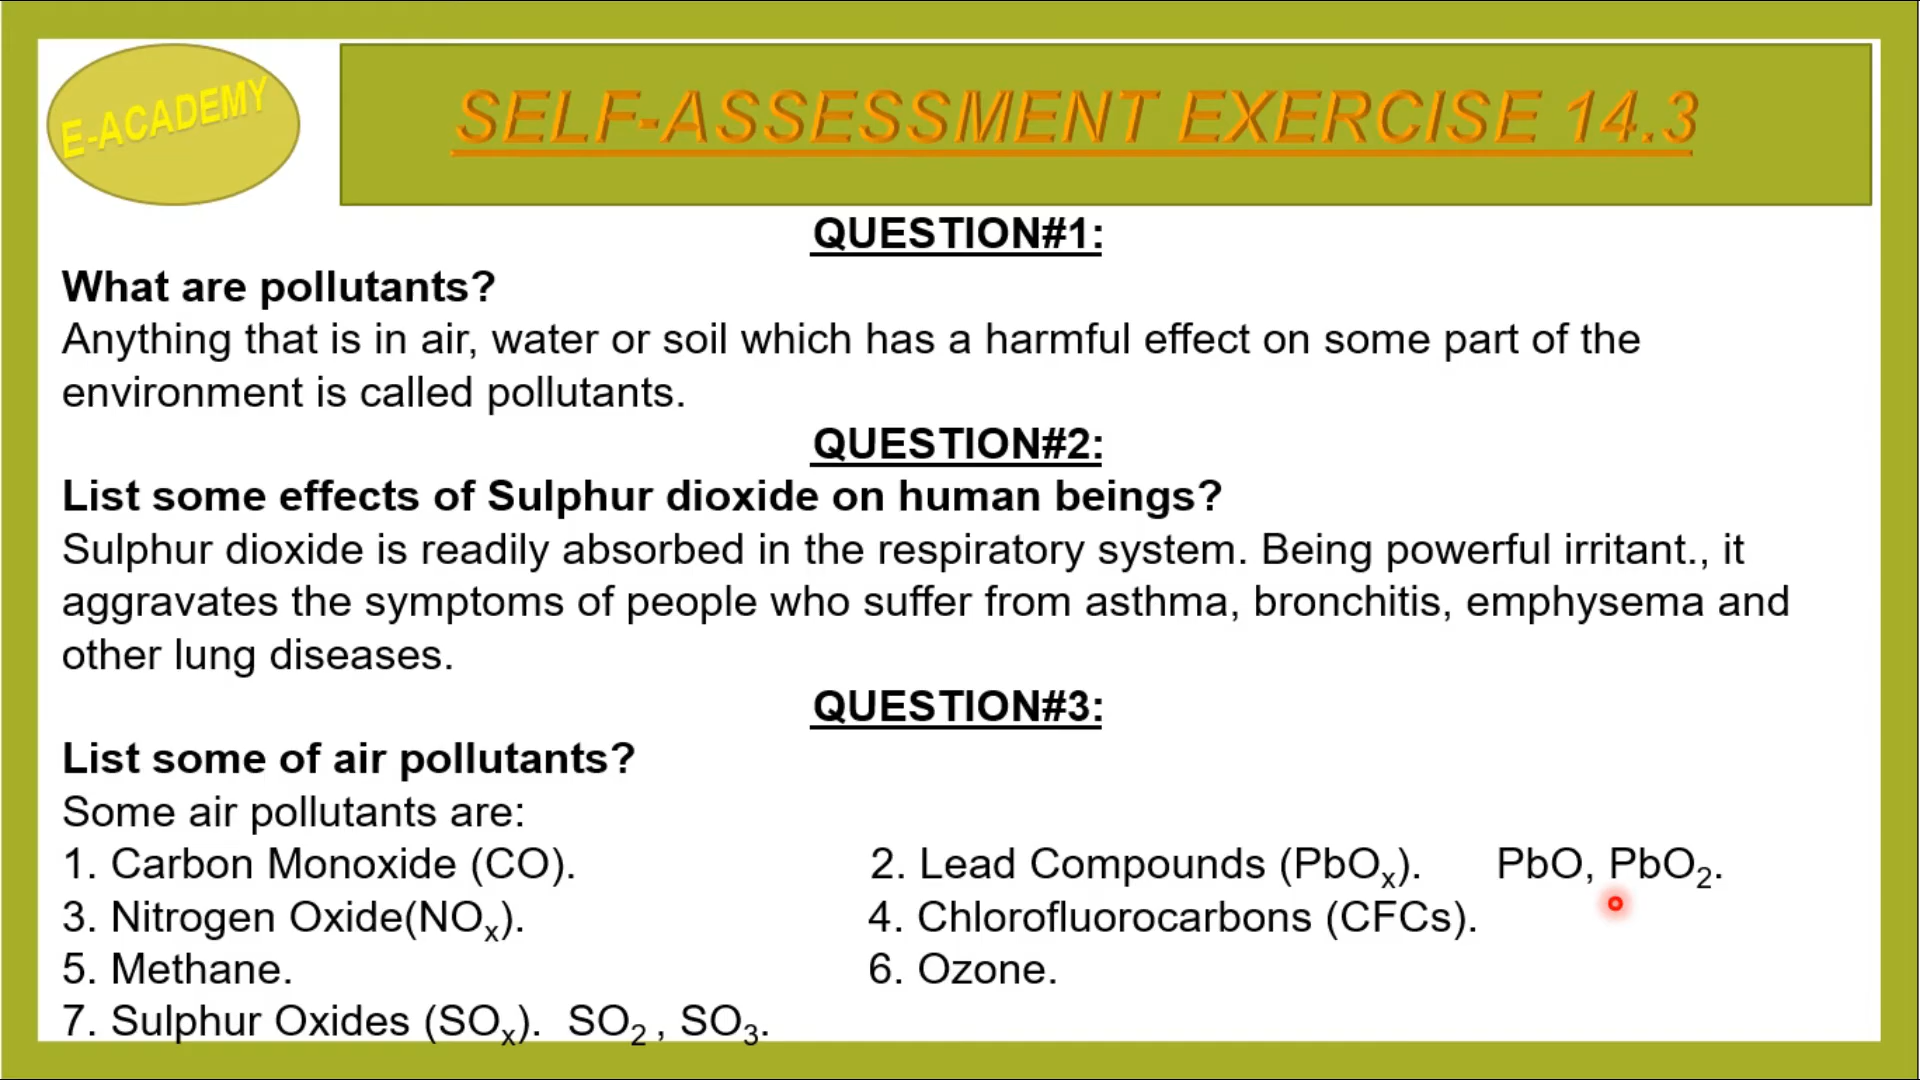 E-ACADEMY
SELF-ASSESSMENT EXERCISE 14.3
QUESTION#1:
What are pollutants?
Anything that is in air, water or soil which has a harmful effect on some part of the
environment is called pollutants.
QUESTION#2:
List some effects of Sulphur dioxide on human beings?
Sulphur dioxide is readily absorbed in the respiratory system. Being powerful irritant., it
aggravates the symptoms of people who suffer from asthma, bronchitis, emphysema and
other lung diseases.
QUESTION#3:
List some of air pollutants?
Some air pollutants are:
1. Carbon Monoxide (CO). 2. Lead Compounds (PbOₓ). PbO, PbO₂.
3. Nitrogen Oxide(NOₓ). 4. Chlorofluorocarbons (CFCs).
5. Methane. 6. Ozone.
7. Sulphur Oxides (SOₓ). SO₂ , SO₃.